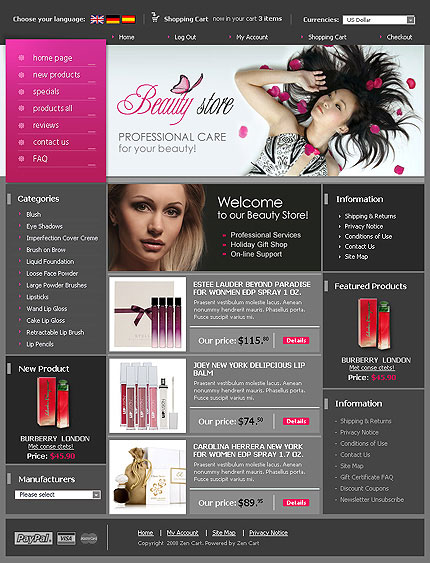 Choose your language:
Shopping Cart now in your cart 3 items
Currencies: US Dollar
Home
Log Out
My Account
Shopping Cart
Checkout
home page
new products
specials
products all
reviews
contact us
FAQ
Beauty store
PROFESSIONAL CARE
for your beauty!
Categories
Blush
Eye Shadows
Imperfection Cover Creme
Brush on Brow
Liquid Foundation
Loose Face Powder
Large Powder Brushes
Lipsticks
Wand Lip Gloss
Cake Lip Gloss
Retractable Lip Brush
Lip Pencils
New Product
BURBERRY LONDON
Met conse ctets!
Price: $45.90
Manufacturers
Please select
Welcome
to our Beauty Store!
Professional Services
Holiday Gift Shop
On-line Support
ESTEE LAUDER BEYOND PARADISE
FOR WONMEN EDP SPRAY 1 OZ.
Praesent vestibulum molestie lacus. Aenean
nonummy hendrerit mauris. Phasellus porta.
Fusce suscipit varius mi.
Our price: $115.80
Details
JOEY NEW YORK DELIPICIOUS LIP
BALM
Praesent vestibulum molestie lacus. Aenean
nonummy hendrerit mauris. Phasellus porta.
Fusce suscipit varius mi.
Our price: $74.50
Details
CAROLINA HERRERA NEW YORK
FOR WOMEN EDP SPRAY 1.7 OZ.
Praesent vestibulum molestie lacus. Aenean
nonummy hendrerit mauris. Phasellus porta.
Fusce suscipit varius mi.
Our price: $89.95
Details
Information
Shipping & Returns
Privacy Notice
Conditions of Use
Contact Us
Site Map
Featured Products
BURBERRY LONDON
Met conse ctets!
Price: $45.90
Information
Shipping & Returns
Privacy Notice
Conditions of Use
Contact Us
Site Map
Gift Certificate FAQ
Discount Coupons
Newsletter Unsubscribe
PayPal VISA
Home | My Account | Site Map | Privacy Notice
Copyright 2008 Zen Cart. Powered by Zen Cart